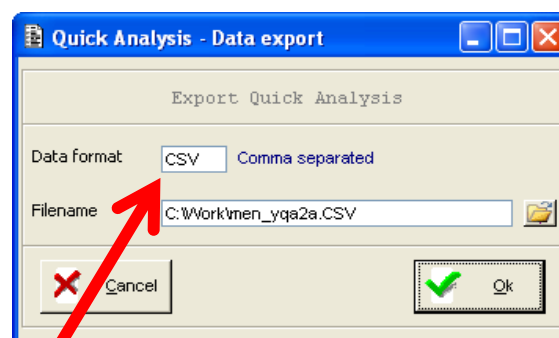 Quick Analysis - Data export
Export Quick Analysis
Data format CSV Comma separated
Filename C:\Work\men_yqa2a.CSV
Cancel Ok